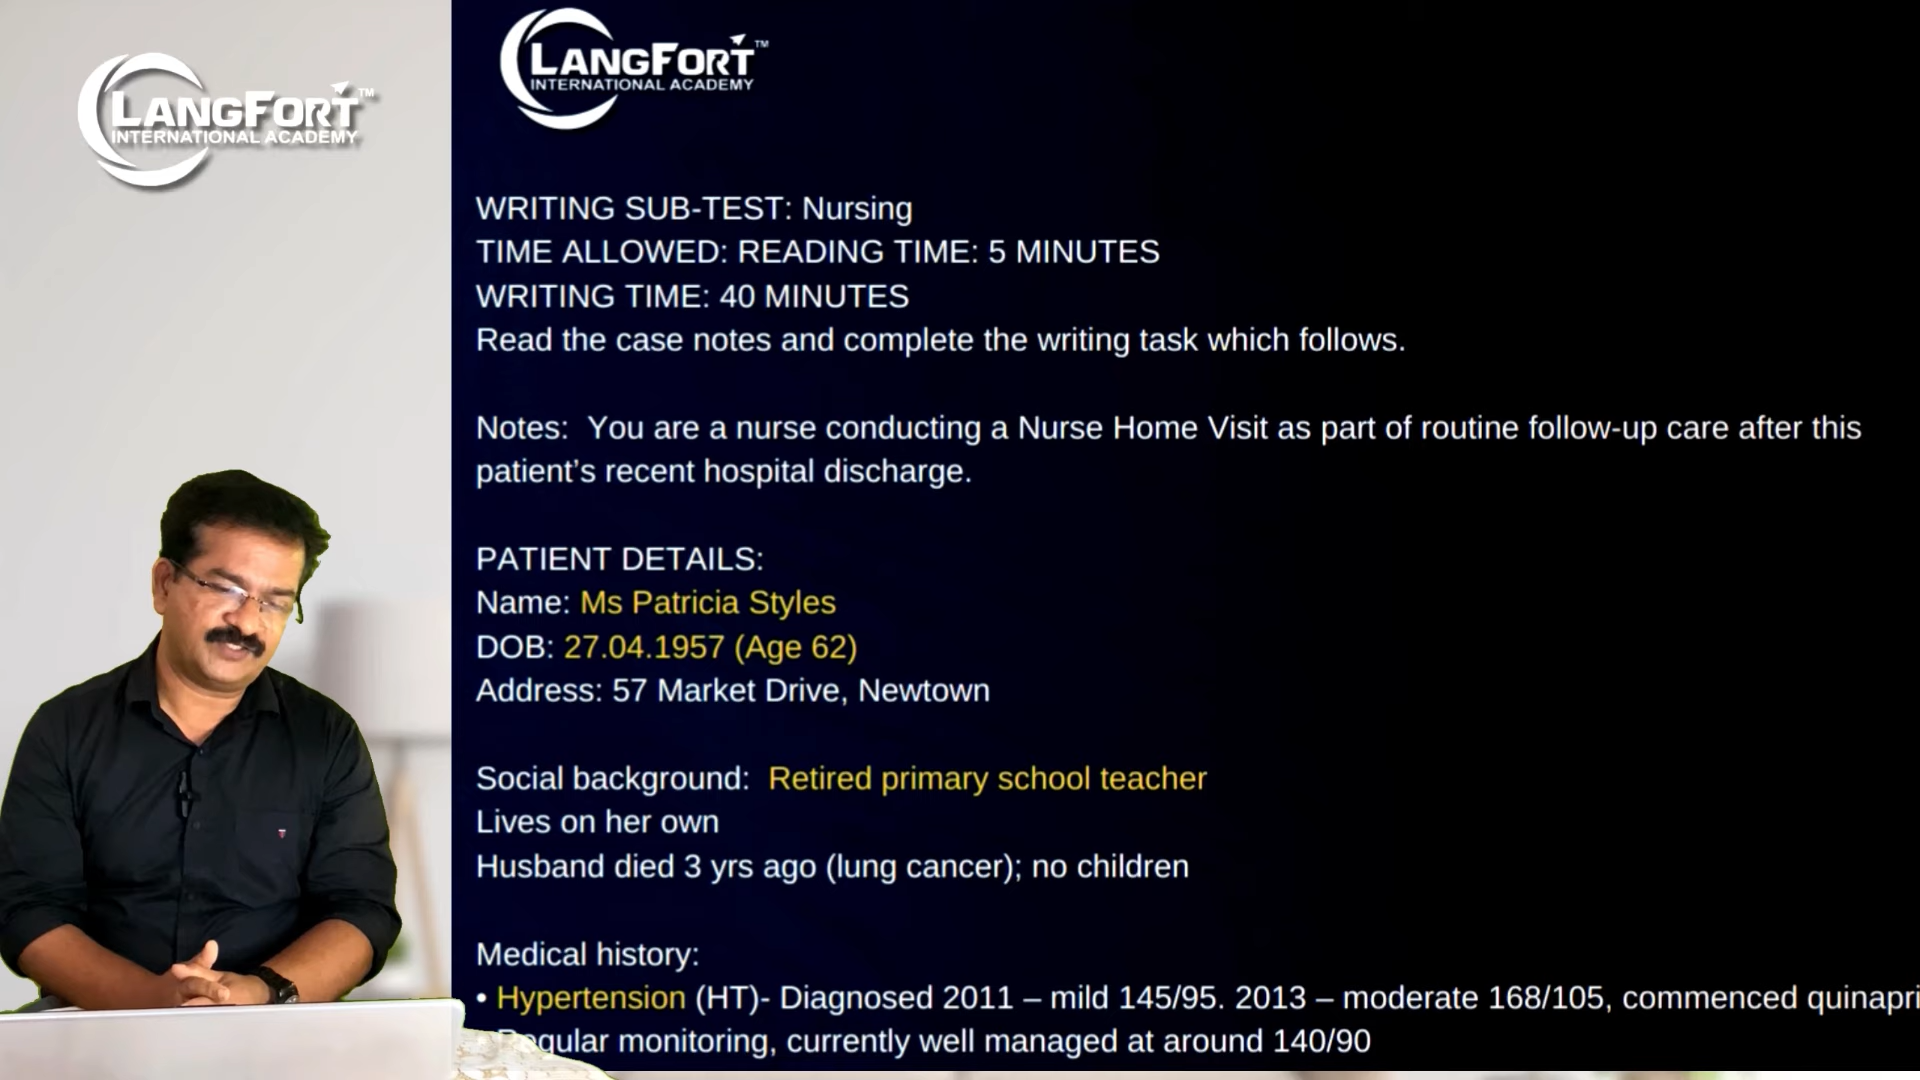 LANGFORT TM
INTERNATIONAL ACADEMY
LANGFORT TM
INTERNATIONAL ACADEMY
WRITING SUB-TEST: Nursing
TIME ALLOWED: READING TIME: 5 MINUTES
WRITING TIME: 40 MINUTES
Read the case notes and complete the writing task which follows.
Notes: You are a nurse conducting a Nurse Home Visit as part of routine follow-up care after this
patient’s recent hospital discharge.
PATIENT DETAILS:
Name: Ms Patricia Styles
DOB: 27.04.1957 (Age 62)
Address: 57 Market Drive, Newtown
Social background: Retired primary school teacher
Lives on her own
Husband died 3 yrs ago (lung cancer); no children
Medical history:
• Hypertension (HT)- Diagnosed 2011 – mild 145/95. 2013 – moderate 168/105, commenced
• Regular monitoring, currently well managed at around 140/90